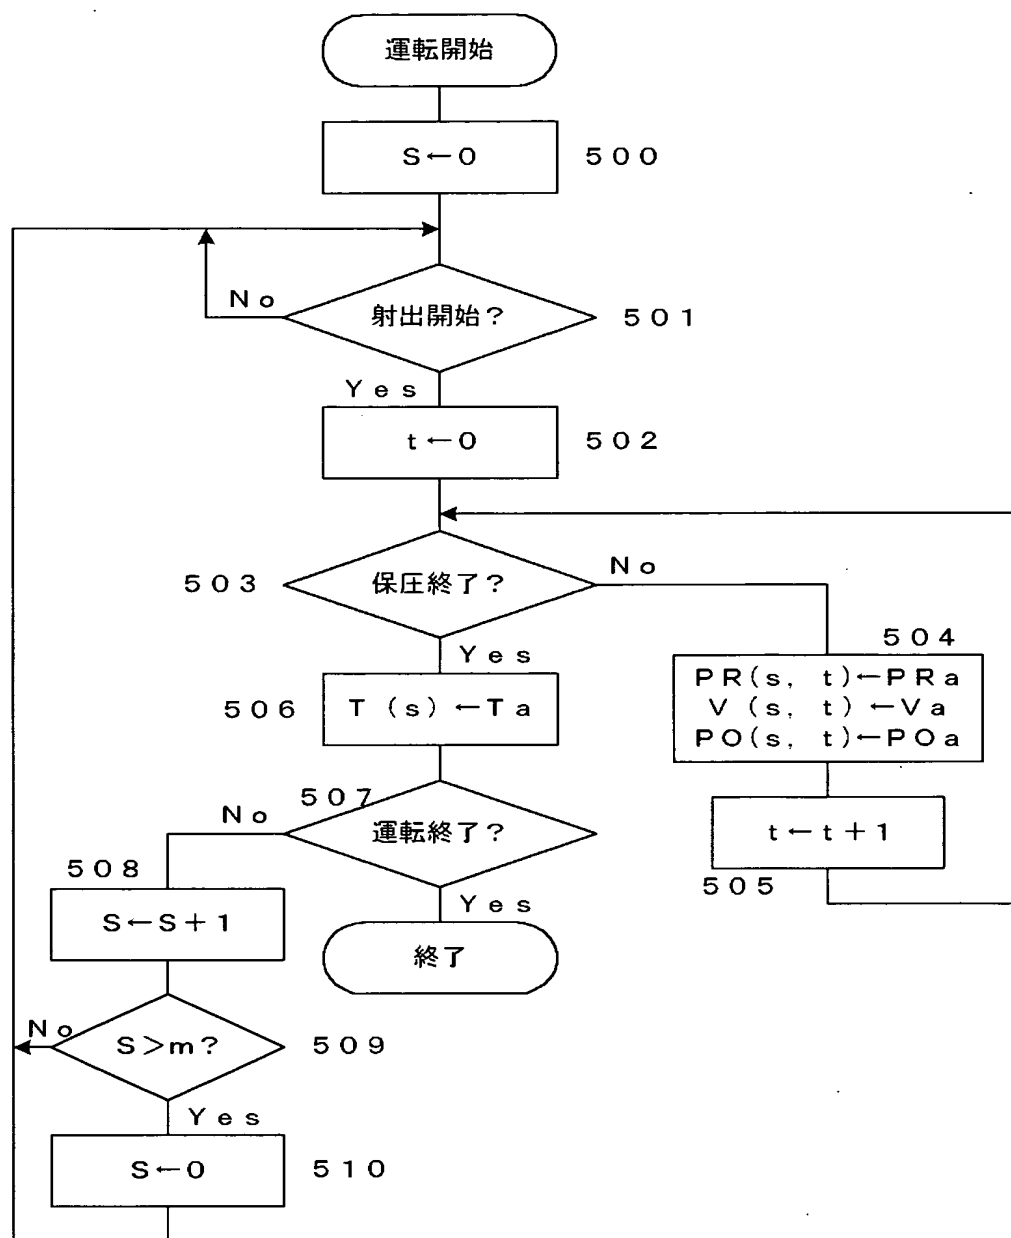 運転開始
S←0
500
No
射出開始?
501
Yes
t←0
502
503
保圧終了?
No
Yes
504
PR(s, t)←PRa
V (s, t) ←Va
PO(s, t)←POa
506
T (s) ←Ta
t←t+1
505
507
No
運転終了?
Yes
終了
508
S←S+1
No
S>m?
509
Yes
S←0
510